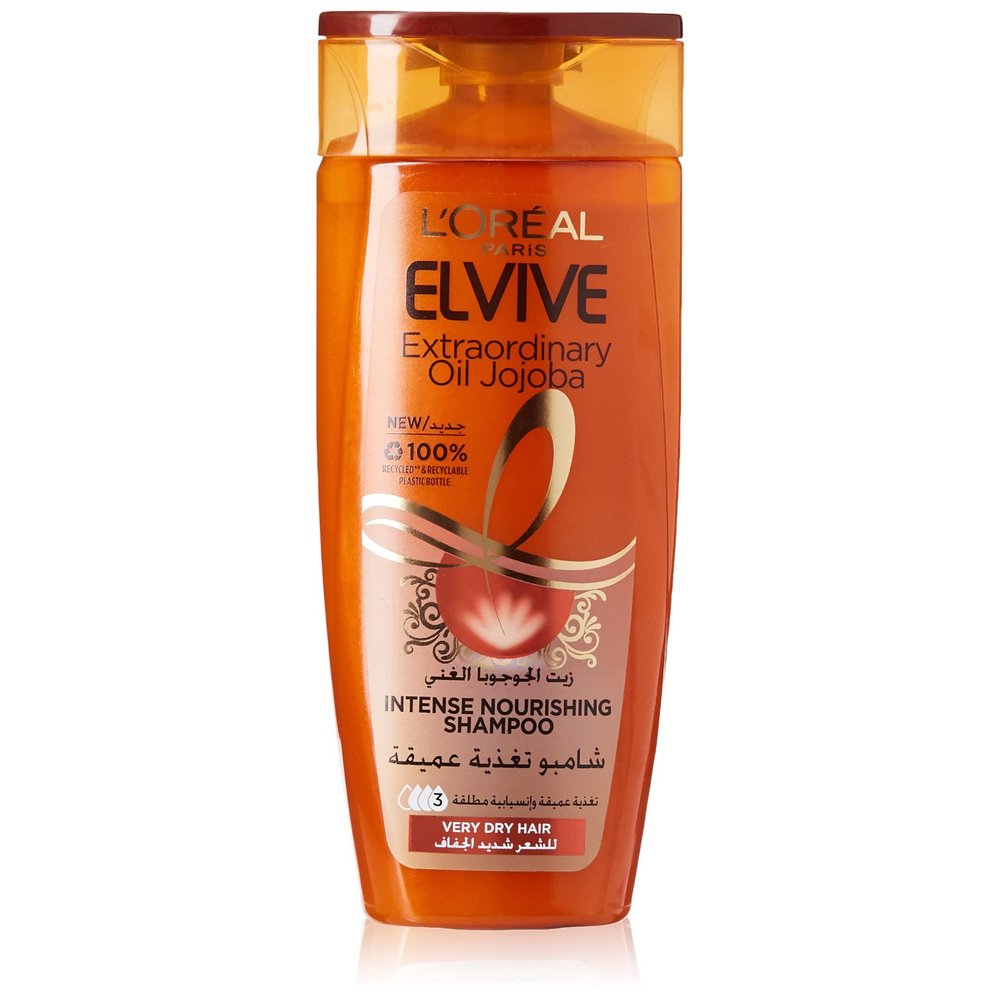 L'ORÉAL
PARIS
ELVIVE
Extraordinary
Oil Jojoba
NEW/جديد
100%
RECYCLED** & RECYCLABLE
PLASTIC BOTTLE
زيت الجوجوبا الغني
INTENSE NOURISHING
SHAMPOO
شامبو تغذية عميقة
3 تغذية عميقة وإنسيابية مطلقة
VERY DRY HAIR
للشعر شديد الجفاف